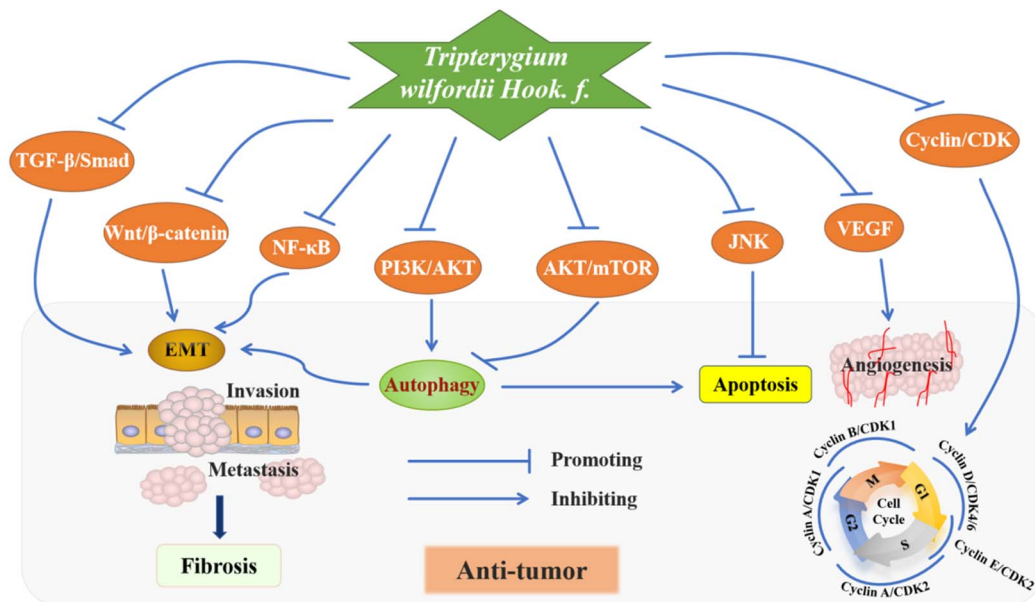 Tripterygium
wilfordii Hook. f.
TGF-β/Smad
Wnt/β-catenin
NF-κB
PI3K/AKT
AKT/mTOR
JNK
VEGF
Cyclin/CDK
EMT
Autophagy
Apoptosis
Angiogenesis
Invasion
Metastasis
Fibrosis
Promoting
Inhibiting
Anti-tumor
Cyclin B/CDK1
Cyclin D/CDK4/6
Cyclin A/CDK1
M
G1
G2
S
Cell
Cycle
Cyclin E/CDK2
Cyclin A/CDK2